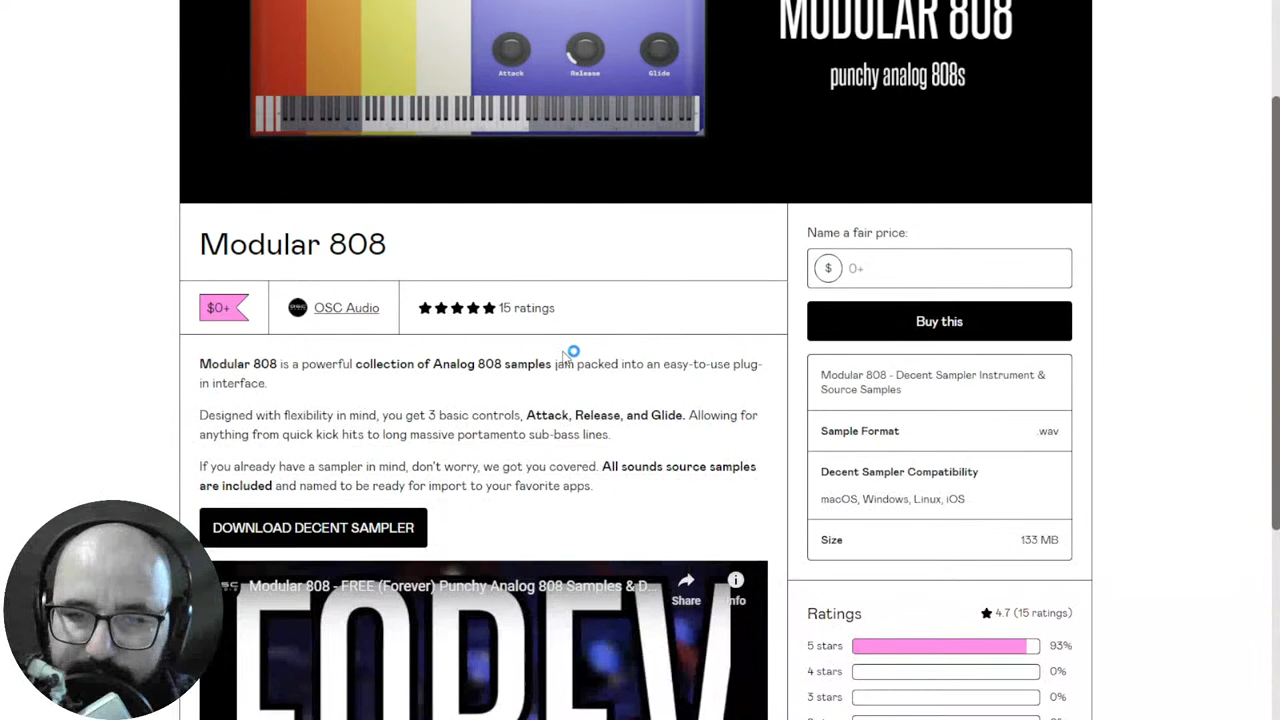 MODULAR 808
punchy analog 808s
Attack
Release
Glide
Modular 808
$0+
OSC Audio
15 ratings
Modular 808 is a powerful collection of Analog 808 samples jam packed into an easy-to-use plug-
in interface.
Designed with flexibility in mind, you get 3 basic controls, Attack, Release, and Glide. Allowing for
anything from quick kick hits to long massive portamento sub-bass lines.
If you already have a sampler in mind, don't worry, we got you covered. All sounds source samples
are included and named to be ready for import to your favorite apps.
DOWNLOAD DECENT SAMPLER
Modular 808 - FREE (Forever) Punchy Analog 808 Samples & D...
Share
Info
FOREV
Name a fair price:
$ 0+
Buy this
Modular 808 - Decent Sampler Instrument &
Source Samples
Sample Format .wav
Decent Sampler Compatibility
macOS, Windows, Linux, iOS
Size 133 MB
Ratings 4.7 (15 ratings)
5 stars 93%
4 stars 0%
3 stars 0%